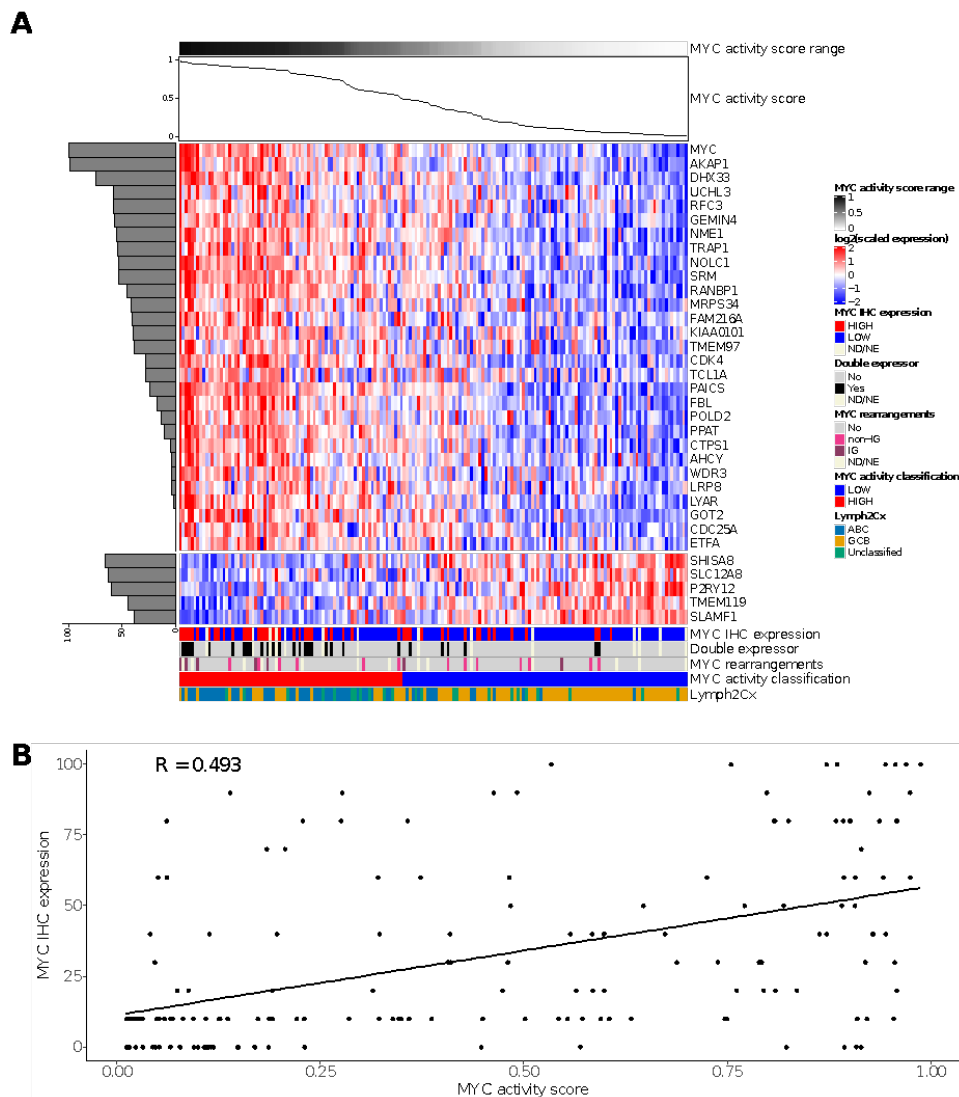 A
MYC activity score range
1
0.5
0
MYC activity score
MYC
AKAP1
DHX33
UCHL3
RFC3
GEMIN4
NME1
TRAP1
NOLC1
SRM
RANBP1
MRPS34
FAM216A
KIAA0101
TMEM97
CDK4
TCL1A
PAICS
FBL
POLD2
PPAT
CTPS1
AHCY
WDR3
LRP8
LYAR
GOT2
CDC25A
ETFA
SHISA8
SLC12A8
P2RY12
TMEM119
SLAMF1
100
50
0
MYC IHC expression
Double expressor
MYC rearrangements
MYC activity classification
Lymph2Cx
MYC activity score range
1
0.5
0
log2(scaled expression)
2
1
0
−1
−2
MYC IHC expression
HIGH
LOW
ND/NE
Double expressor
No
Yes
ND/NE
MYC rearrangements
No
non-IG
IG
ND/NE
MYC activity classification
LOW
HIGH
Lymph2Cx
ABC
GCB
Unclassified
B
R = 0.493
100
75
50
25
0
MYC IHC expression
0.00
0.25
0.50
0.75
1.00
MYC activity score